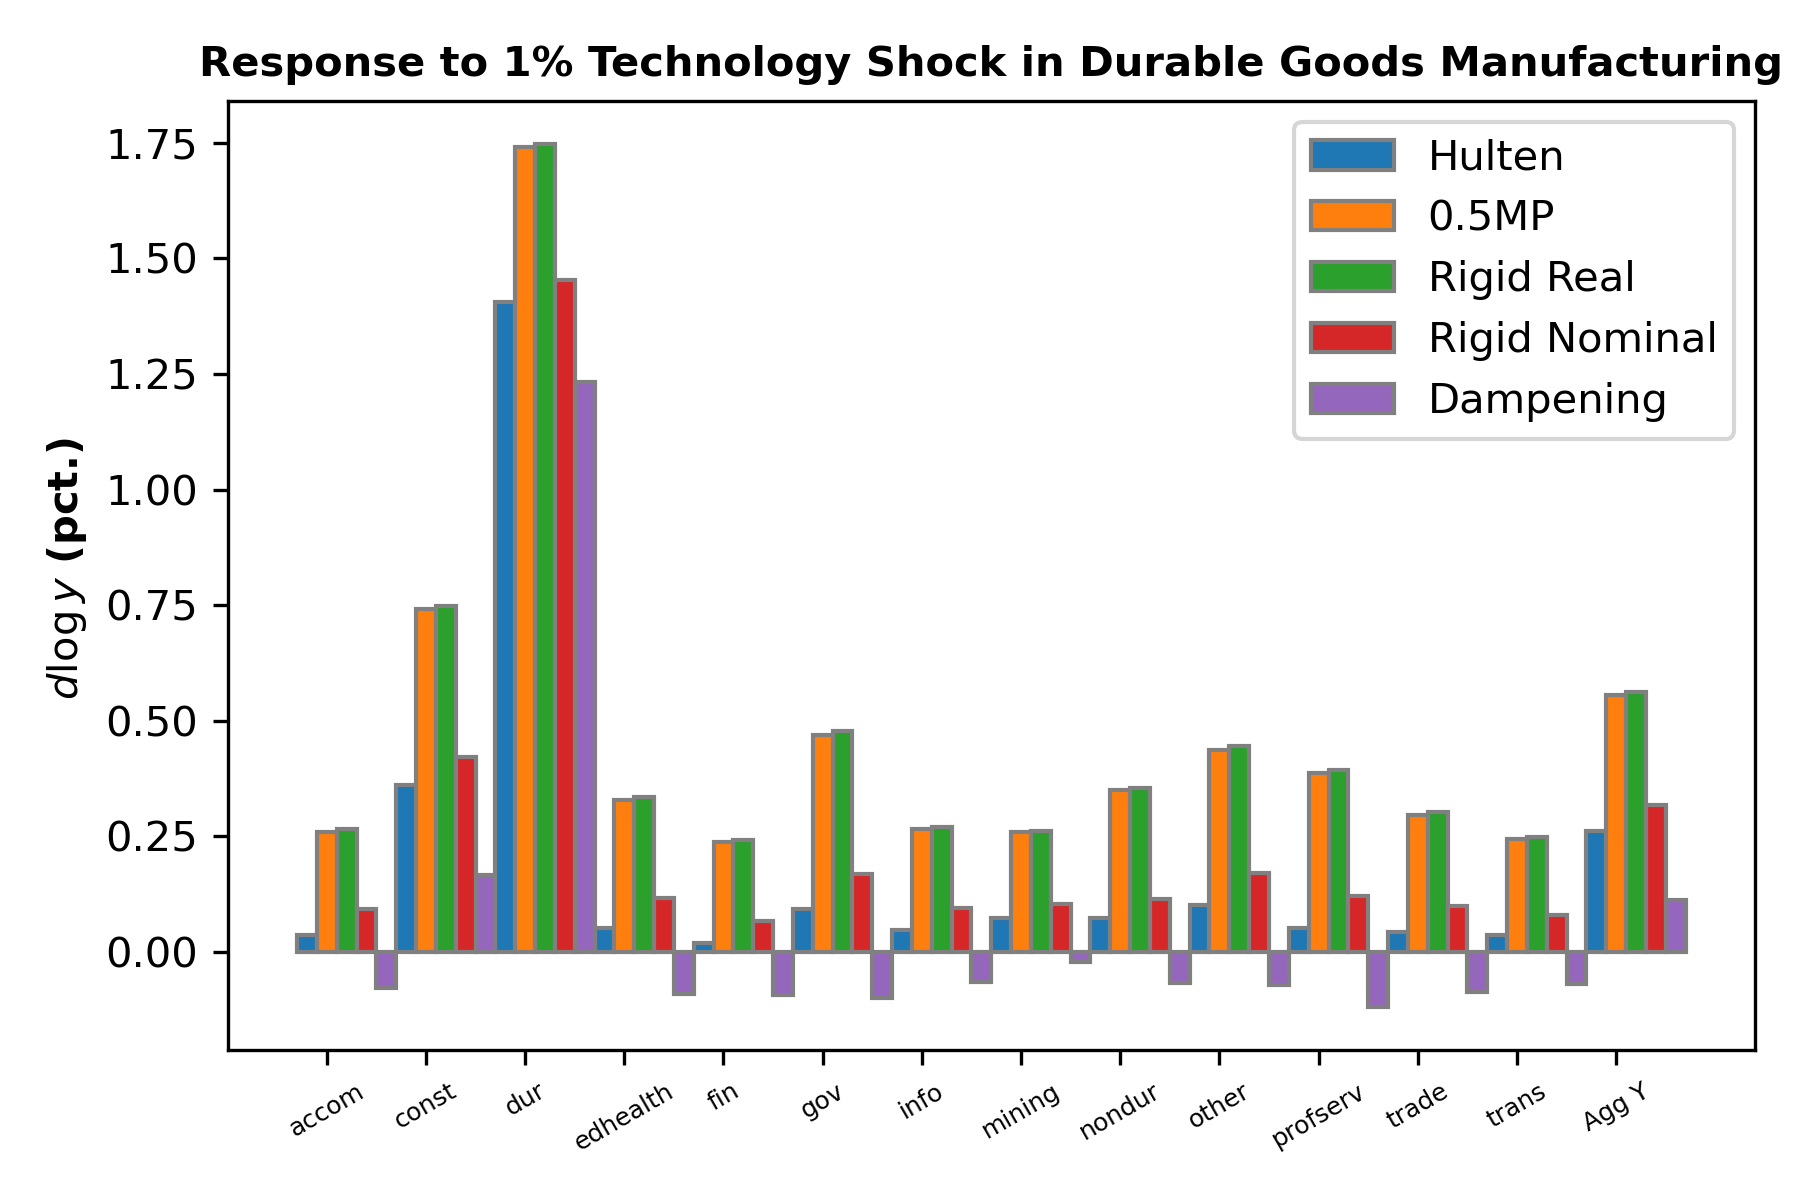 Response to 1% Technology Shock in Durable Goods Manufacturing
1.75
1.50
1.25
1.00
0.75
0.50
0.25
0.00
dlog y (pct.)
Hulten
0.5MP
Rigid Real
Rigid Nominal
Dampening
accom
const
dur
edhealth
fin
gov
info
mining
nondur
other
profserv
trade
trans
Agg Y